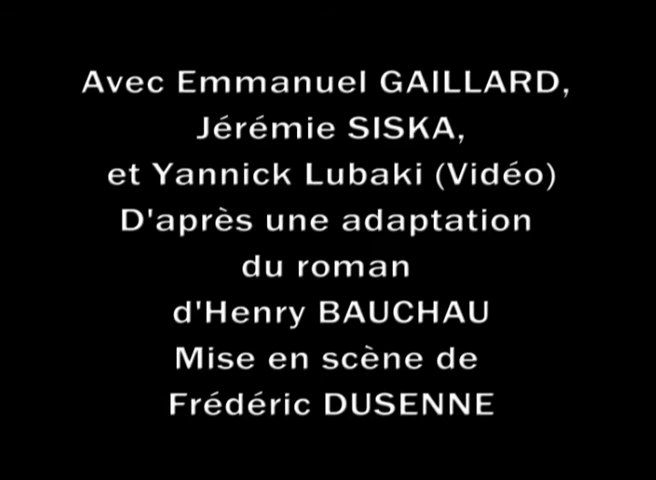 Avec Emmanuel GAILLARD,
Jérémie SISKA,
et Yannick Lubaki (Vidéo)
D'après une adaptation
du roman
d'Henry BAUCHAU
Mise en scène de
Frédéric DUSENNE